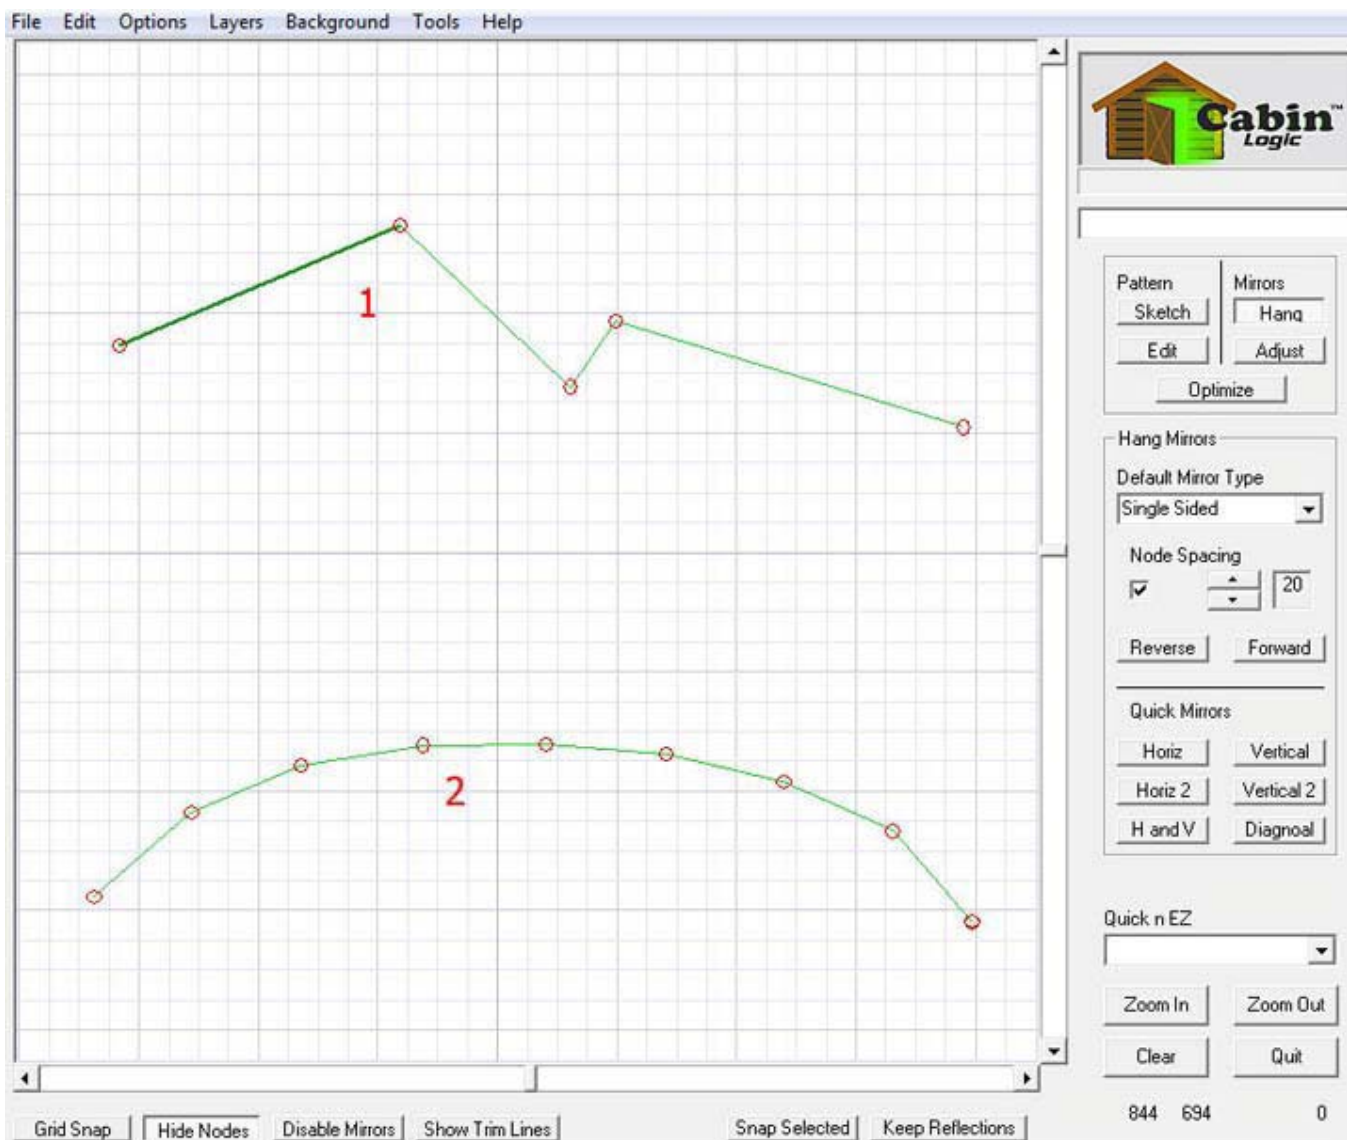 File Edit Options Layers Background Tools Help
Cabin™
Logic
1
2
Pattern Mirrors
Sketch Hang
Edit Adjust
Optimize
Hang Mirrors
Default Mirror Type
Single Sided
Node Spacing
20
Reverse Forward
Quick Mirrors
Horiz Vertical
Horiz 2 Vertical 2
H and V Diagnoal
Quick n EZ
Zoom In Zoom Out
Clear Quit
844 694 0
Grid Snap Hide Nodes Disable Mirrors Show Trim Lines Snap Selected Keep Reflections